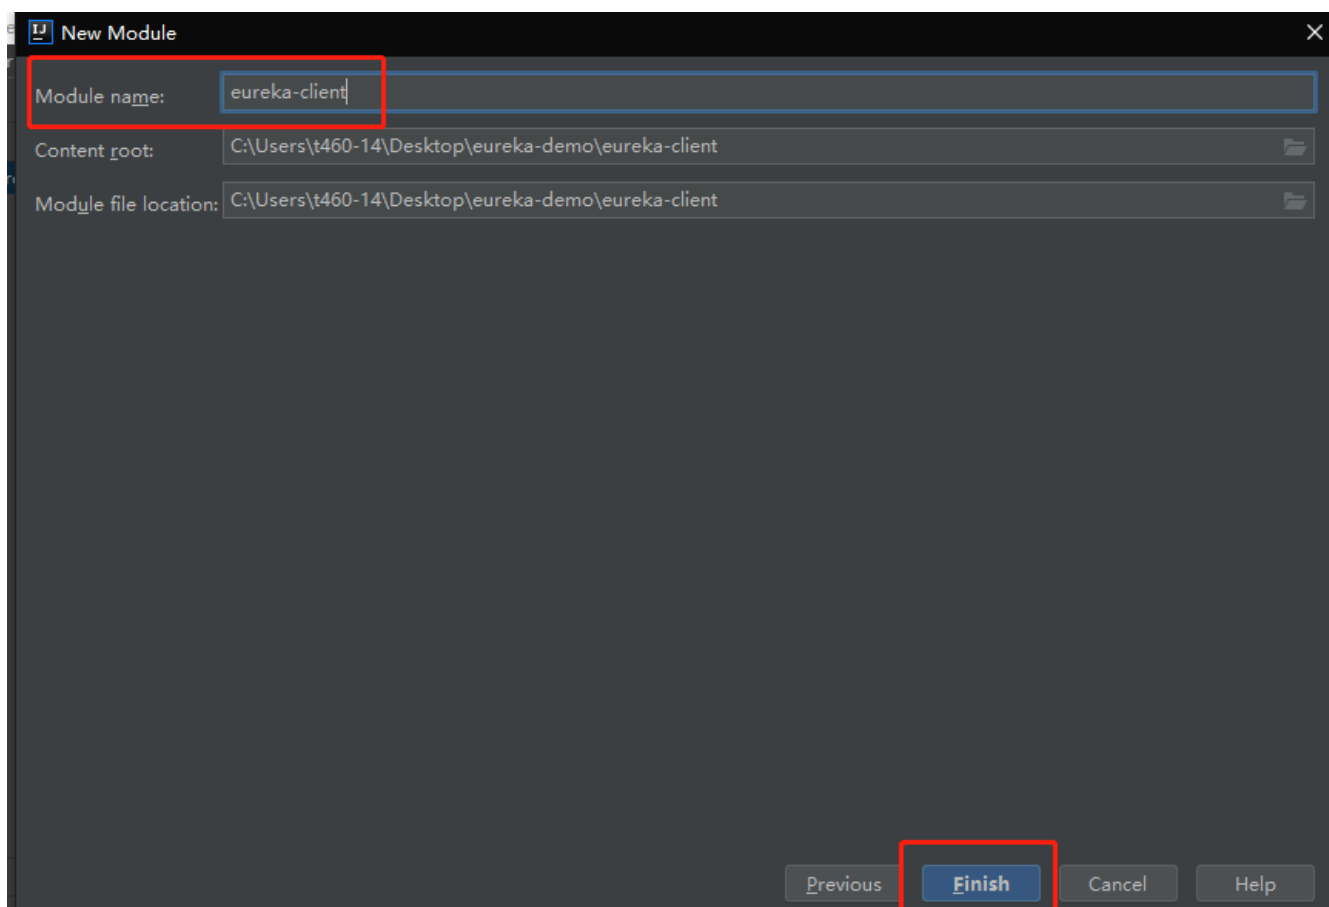 New Module
Module name: eureka-client
Content root: C:\Users\t460-14\Desktop\eureka-demo\eureka-client
Module file location: C:\Users\t460-14\Desktop\eureka-demo\eureka-client
Previous Finish Cancel Help